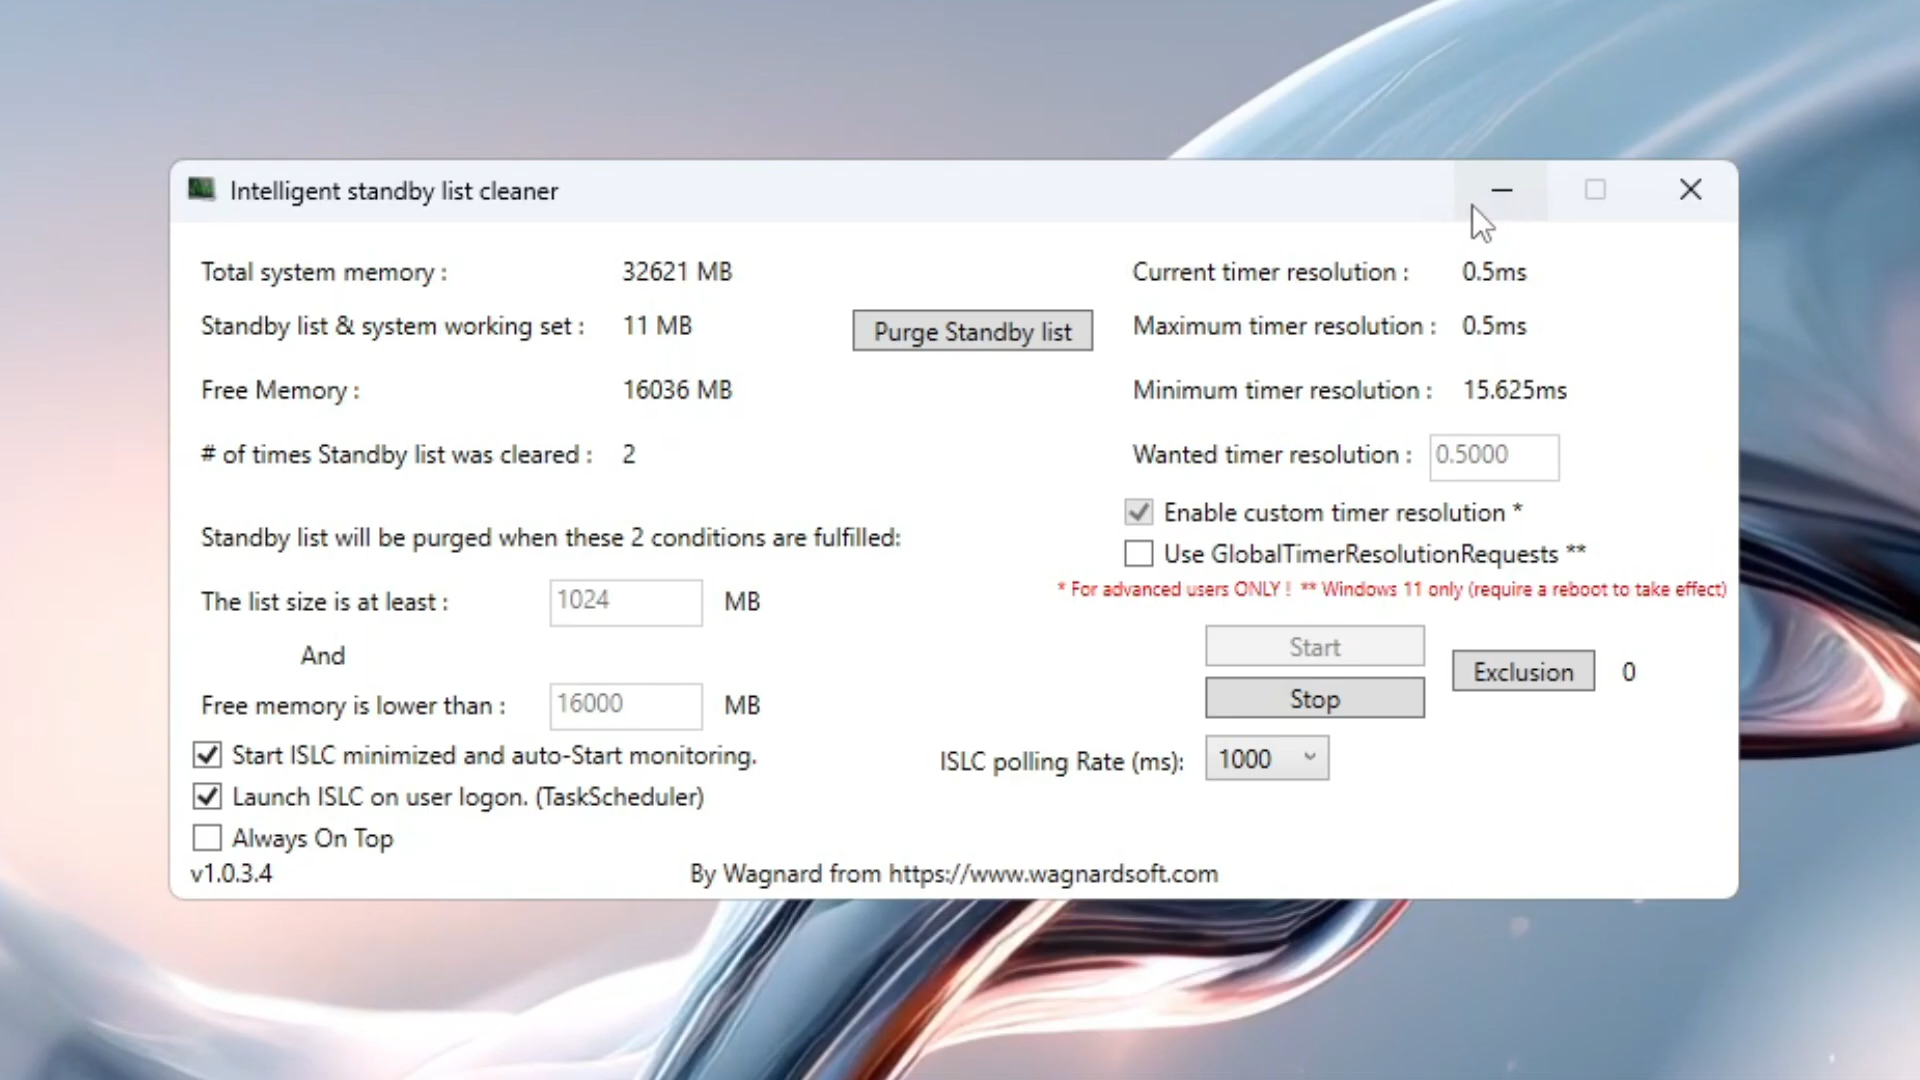 Intelligent standby list cleaner
Total system memory : 32621 MB
Standby list & system working set : 11 MB
Purge Standby list
Free Memory : 16036 MB
# of times Standby list was cleared : 2
Standby list will be purged when these 2 conditions are fulfilled:
The list size is at least : 1024 MB
And
Free memory is lower than : 16000 MB
Start ISLC minimized and auto-Start monitoring.
Launch ISLC on user logon. (TaskScheduler)
Always On Top
v1.0.3.4
Current timer resolution : 0.5ms
Maximum timer resolution : 0.5ms
Minimum timer resolution : 15.625ms
Wanted timer resolution : 0.5000
Enable custom timer resolution *
Use GlobalTimerResolutionRequests **
* For advanced users ONLY ! ** Windows 11 only (require a reboot to take effect)
Start
Stop
Exclusion 0
ISLC polling Rate (ms): 1000
By Wagnard from https://www.wagnardsoft.com